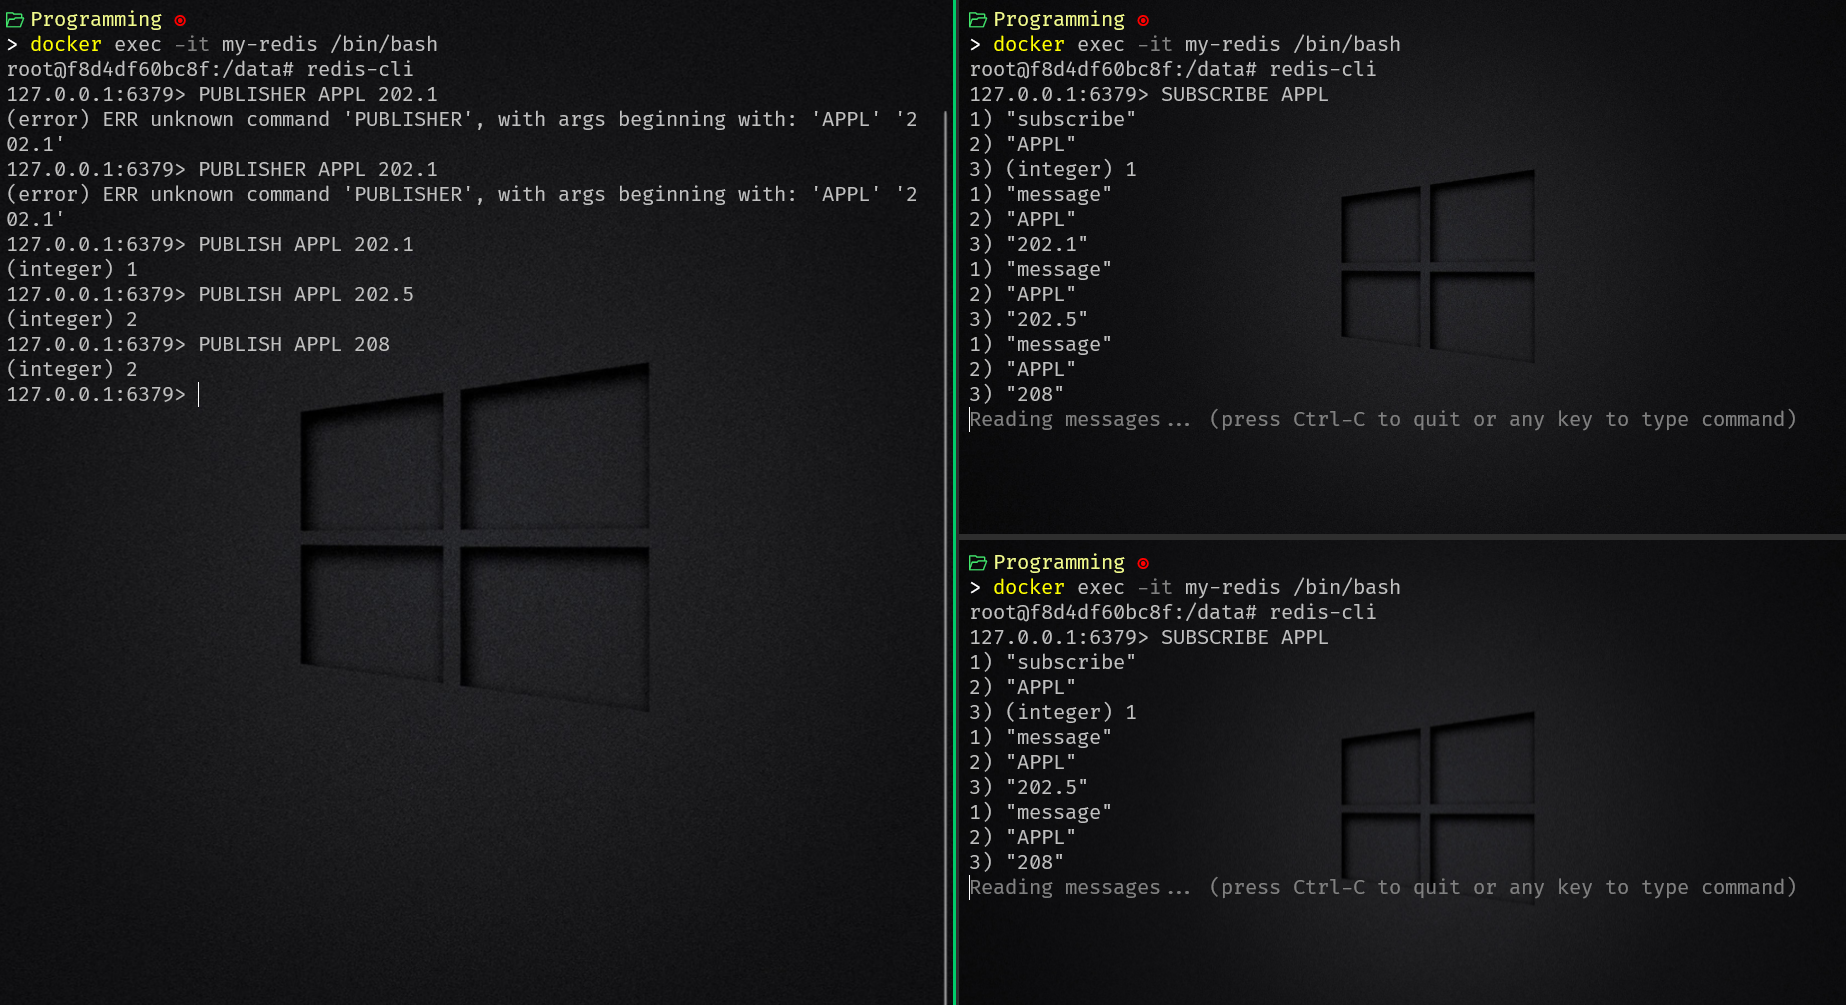 Programming
> docker exec -it my-redis /bin/bash
root@f8d4df60bc8f:/data# redis-cli
127.0.0.1:6379> PUBLISHER APPL 202.1
(error) ERR unknown command 'PUBLISHER', with args beginning with: 'APPL' '2
02.1'
127.0.0.1:6379> PUBLISHER APPL 202.1
(error) ERR unknown command 'PUBLISHER', with args beginning with: 'APPL' '2
02.1'
127.0.0.1:6379> PUBLISH APPL 202.1
(integer) 1
127.0.0.1:6379> PUBLISH APPL 202.5
(integer) 2
127.0.0.1:6379> PUBLISH APPL 208
(integer) 2
127.0.0.1:6379>
Programming
> docker exec -it my-redis /bin/bash
root@f8d4df60bc8f:/data# redis-cli
127.0.0.1:6379> SUBSCRIBE APPL
1) "subscribe"
2) "APPL"
3) (integer) 1
1) "message"
2) "APPL"
3) "202.1"
1) "message"
2) "APPL"
3) "202.5"
1) "message"
2) "APPL"
3) "208"
Reading messages... (press Ctrl-C to quit or any key to type command)
Programming
> docker exec -it my-redis /bin/bash
root@f8d4df60bc8f:/data# redis-cli
127.0.0.1:6379> SUBSCRIBE APPL
1) "subscribe"
2) "APPL"
3) (integer) 1
1) "message"
2) "APPL"
3) "202.5"
1) "message"
2) "APPL"
3) "208"
Reading messages... (press Ctrl-C to quit or any key to type command)